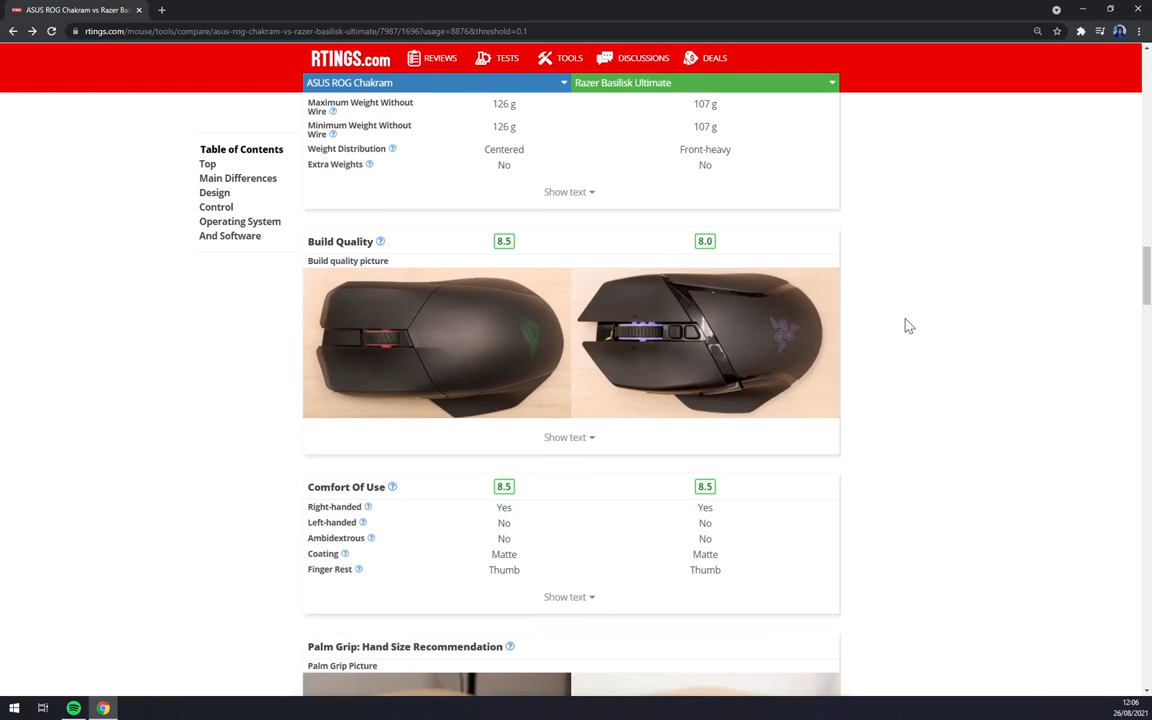 ASUS ROG Chakram vs Razer Bas
rtings.com/mouse/tools/compare/asus-rog-chakram-vs-razer-basilisk-ultimate/7987/1696?usage=8876&threshold=0.1
RTINGS.com REVIEWS TESTS TOOLS DISCUSSIONS DEALS
ASUS ROG Chakram Razer Basilisk Ultimate
Maximum Weight Without
Wire 126 g 107 g
Minimum Weight Without
Wire 126 g 107 g
Weight Distribution Centered Front-heavy
Extra Weights No No
Show text
Table of Contents
Top
Main Differences
Design
Control
Operating System
And Software
Build Quality 8.5 8.0
Build quality picture
Show text
Comfort Of Use 8.5 8.5
Right-handed Yes Yes
Left-handed No No
Ambidextrous No No
Coating Matte Matte
Finger Rest Thumb Thumb
Show text
Palm Grip: Hand Size Recommendation
Palm Grip Picture
12:06
26/08/2021